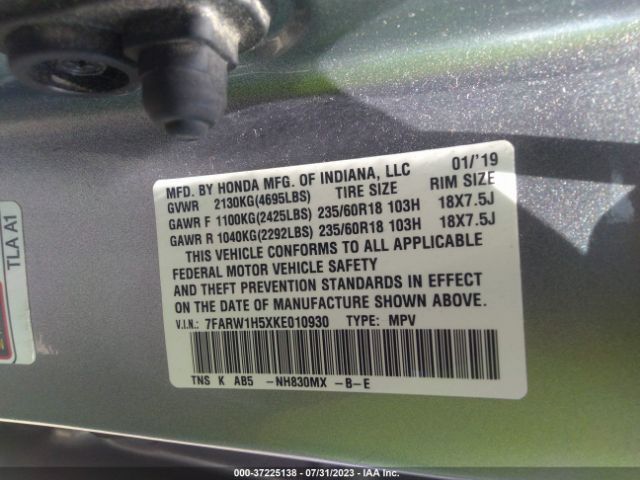 MFD. BY HONDA MFG. OF INDIANA, LLC 01/'19
GVWR 2130KG(4695LBS) TIRE SIZE RIM SIZE
GAWR F 1100KG(2425LBS) 235/60R18 103H 18X7.5J
GAWR R 1040KG(2292LBS) 235/60R18 103H 18X7.5J
THIS VEHICLE CONFORMS TO ALL APPLICABLE
FEDERAL MOTOR VEHICLE SAFETY
AND THEFT PREVENTION STANDARDS IN EFFECT
ON THE DATE OF MANUFACTURE SHOWN ABOVE.
V.I.N.: 7FARW1H5XKE010930 TYPE: MPV
TNS K AB5 -NH830MX -B-E
TLA A1
000-37225138 - 07/31/2023 - IAAI.COM